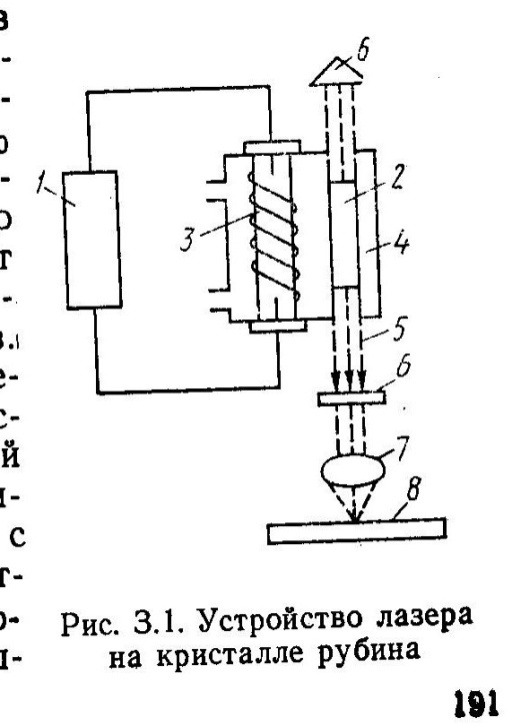 в
-
-
о
-
о
т
-
в.
е-
с-
й
и-
с
т-
о-
6
1
2
3
4
5
6
7
8
Рис. 3.1. Устройство лазера
на кристалле рубина
191